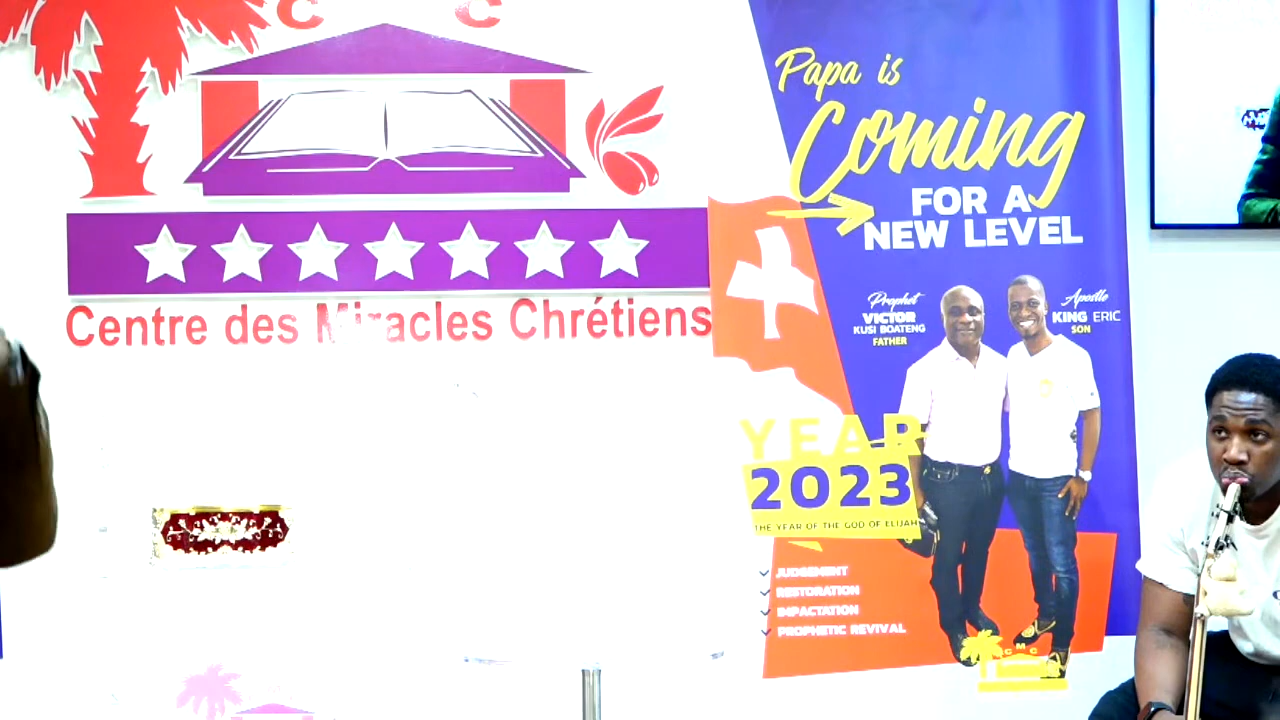 C C
Centre des Miracles Chrétiens
Papa is
Coming
FOR A
NEW LEVEL
Prophet
VICTOR
KUSI BOATENG
FATHER
Apostle
KING ERIC
SON
YEAR
2023
THE YEAR OF THE GOD OF ELIJAH
JUDGEMENT
RESTORATION
IMPACTATION
PROPHETIC REVIVAL
C M C